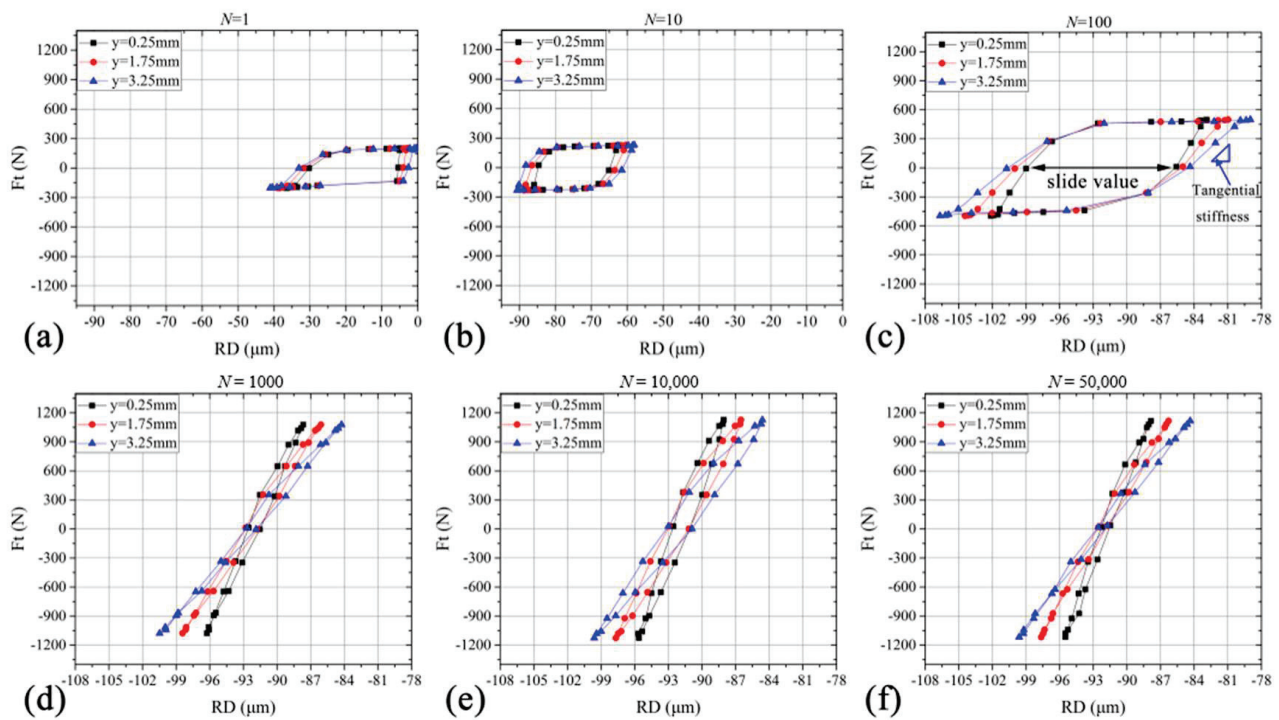 N=1
y=0.25mm
y=1.75mm
y=3.25mm
1200
900
600
300
0
-300
-600
-900
-1200
Ft (N)
-90 -80 -70 -60 -50 -40 -30 -20 -10 0
RD (μm)
(a)
N=10
y=0.25mm
y=1.75mm
y=3.25mm
1200
900
600
300
0
-300
-600
-900
-1200
Ft (N)
-90 -80 -70 -60 -50 -40 -30 -20 -10 0
RD (μm)
(b)
N=100
y=0.25mm
y=1.75mm
y=3.25mm
1200
900
600
300
0
-300
-600
-900
-1200
Ft (N)
slide value
Tangential
stiffness
-108 -105 -102 -99 -96 -93 -90 -87 -84 -81 -78
RD (μm)
(c)
N = 1000
y=0.25mm
y=1.75mm
y=3.25mm
1200
900
600
300
0
-300
-600
-900
-1200
Ft (N)
-108 -105 -102 -99 -96 -93 -90 -87 -84 -81 -78
RD (μm)
(d)
N = 10,000
y=0.25mm
y=1.75mm
y=3.25mm
1200
900
600
300
0
-300
-600
-900
-1200
Ft (N)
-108 -105 -102 -99 -96 -93 -90 -87 -84 -81 -78
RD (μm)
(e)
N = 50,000
y=0.25mm
y=1.75mm
y=3.25mm
1200
900
600
300
0
-300
-600
-900
-1200
Ft (N)
-108 -105 -102 -99 -96 -93 -90 -87 -84 -81 -78
RD (μm)
(f)